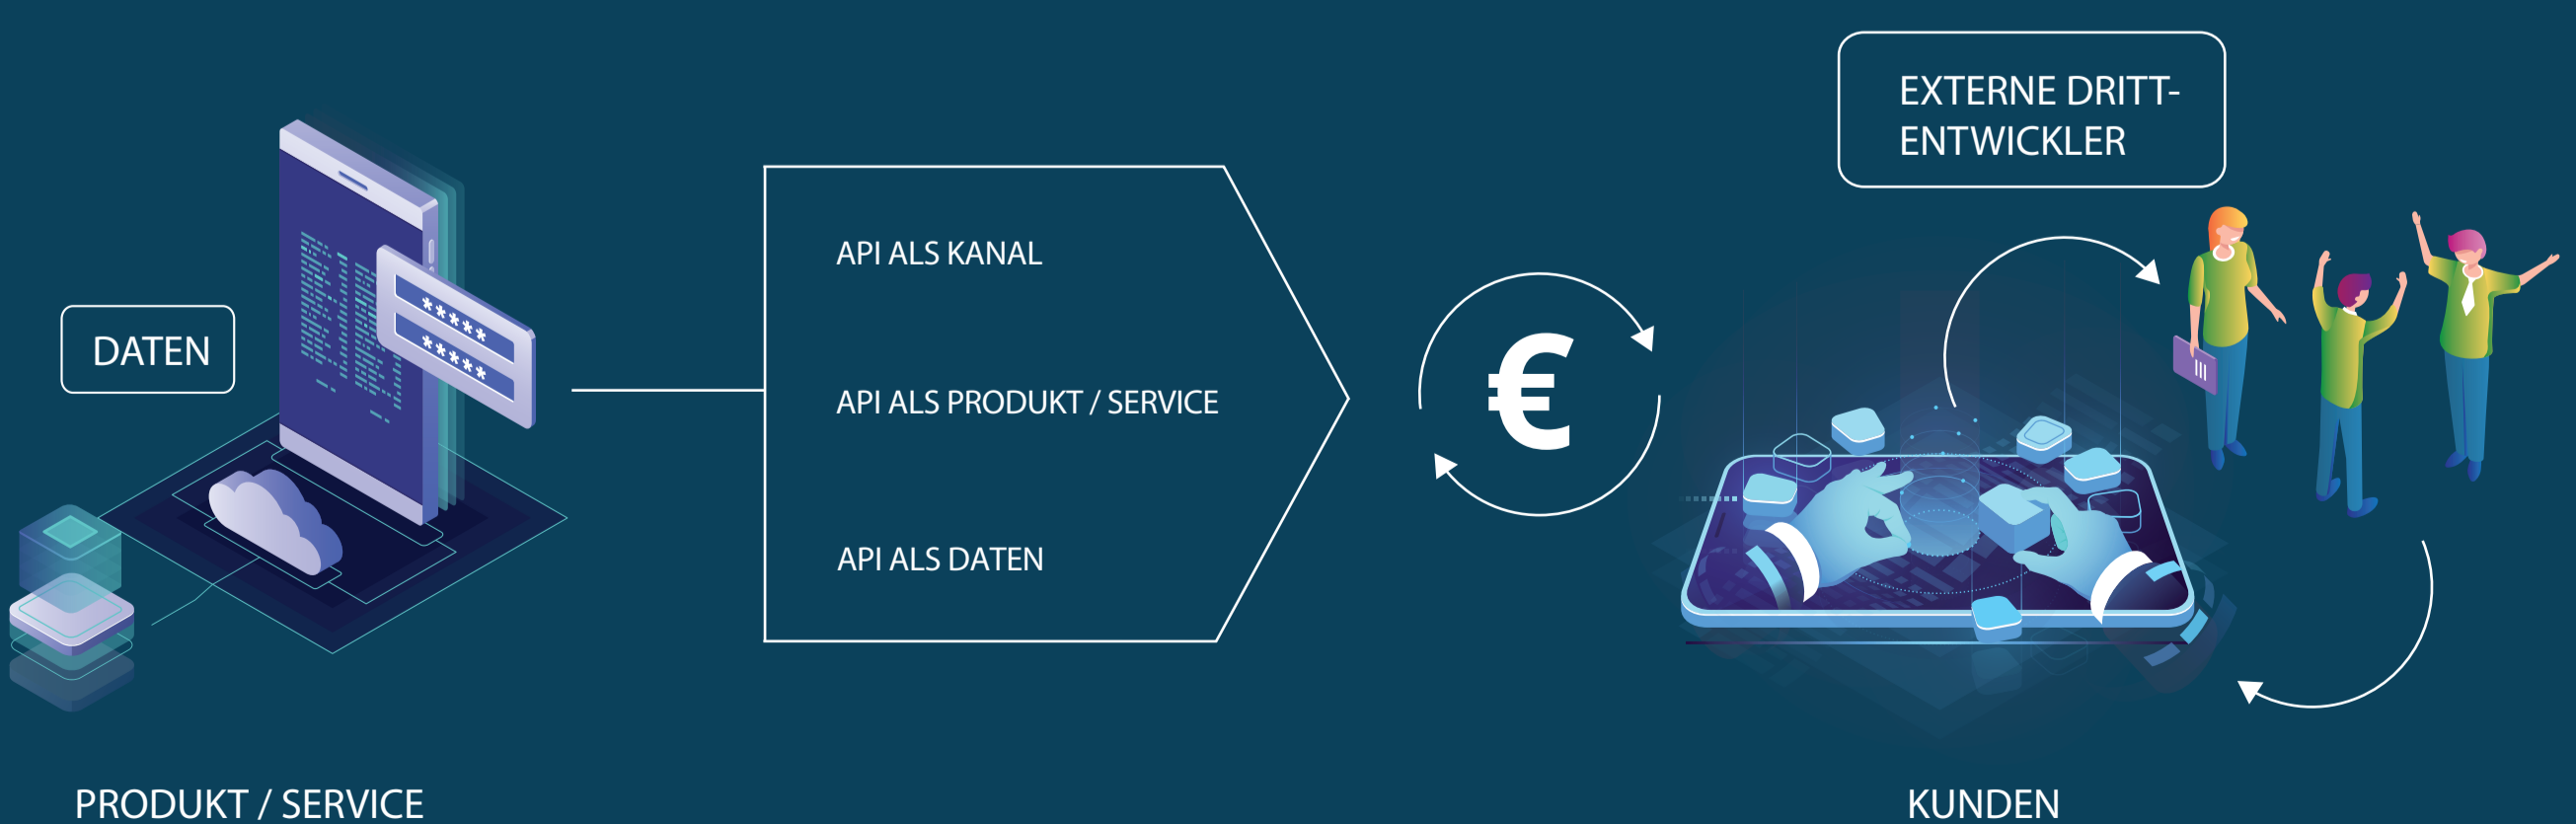 DATEN
PRODUKT / SERVICE
API ALS KANAL
API ALS PRODUKT / SERVICE
API ALS DATEN
€
EXTERNE DRITT-
ENTWICKLER
KUNDEN
*****
*****